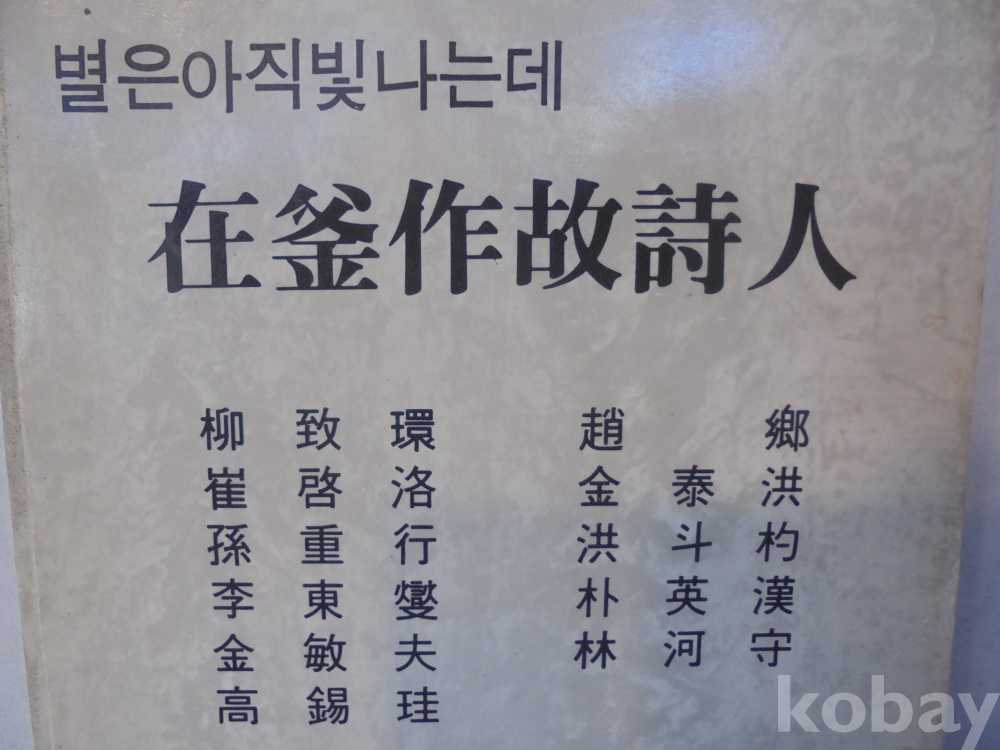 별은아직빛나는데
在釜作故詩人
柳致環 趙鄕
崔啓洛 金泰洪
孫重行 洪斗杓
李東燮 朴英漢
金敏夫 林河守
高錫珪
kobay